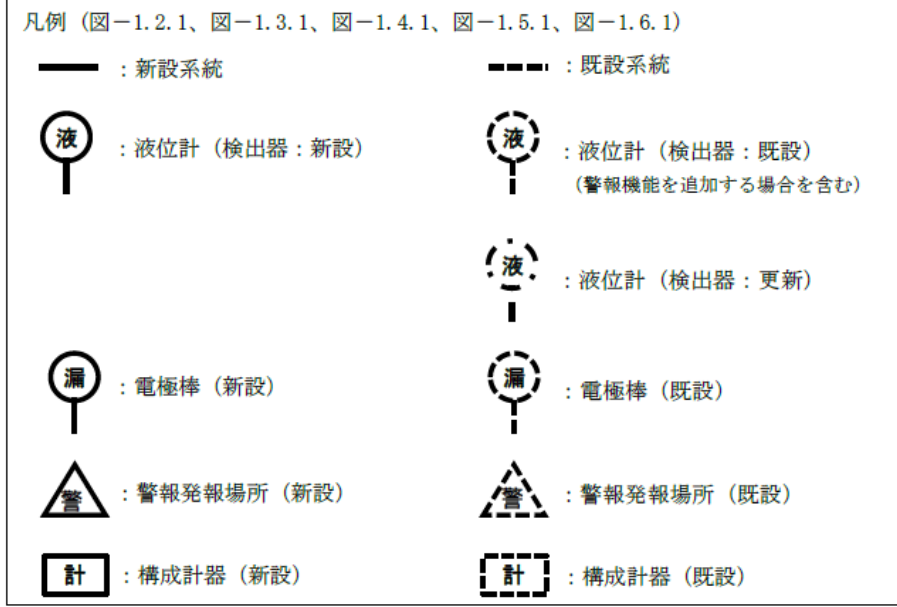 凡例（図－1.2.1、図－1.3.1、図－1.4.1、図－1.5.1、図－1.6.1）
：新設系統
：既設系統
液
：液位計（検出器：新設）
液
：液位計（検出器：既設）
（警報機能を追加する場合を含む）
液
：液位計（検出器：更新）
漏
：電極棒（新設）
漏
：電極棒（既設）
警
：警報発報場所（新設）
警
：警報発報場所（既設）
計
：構成計器（新設）
計
：構成計器（既設）